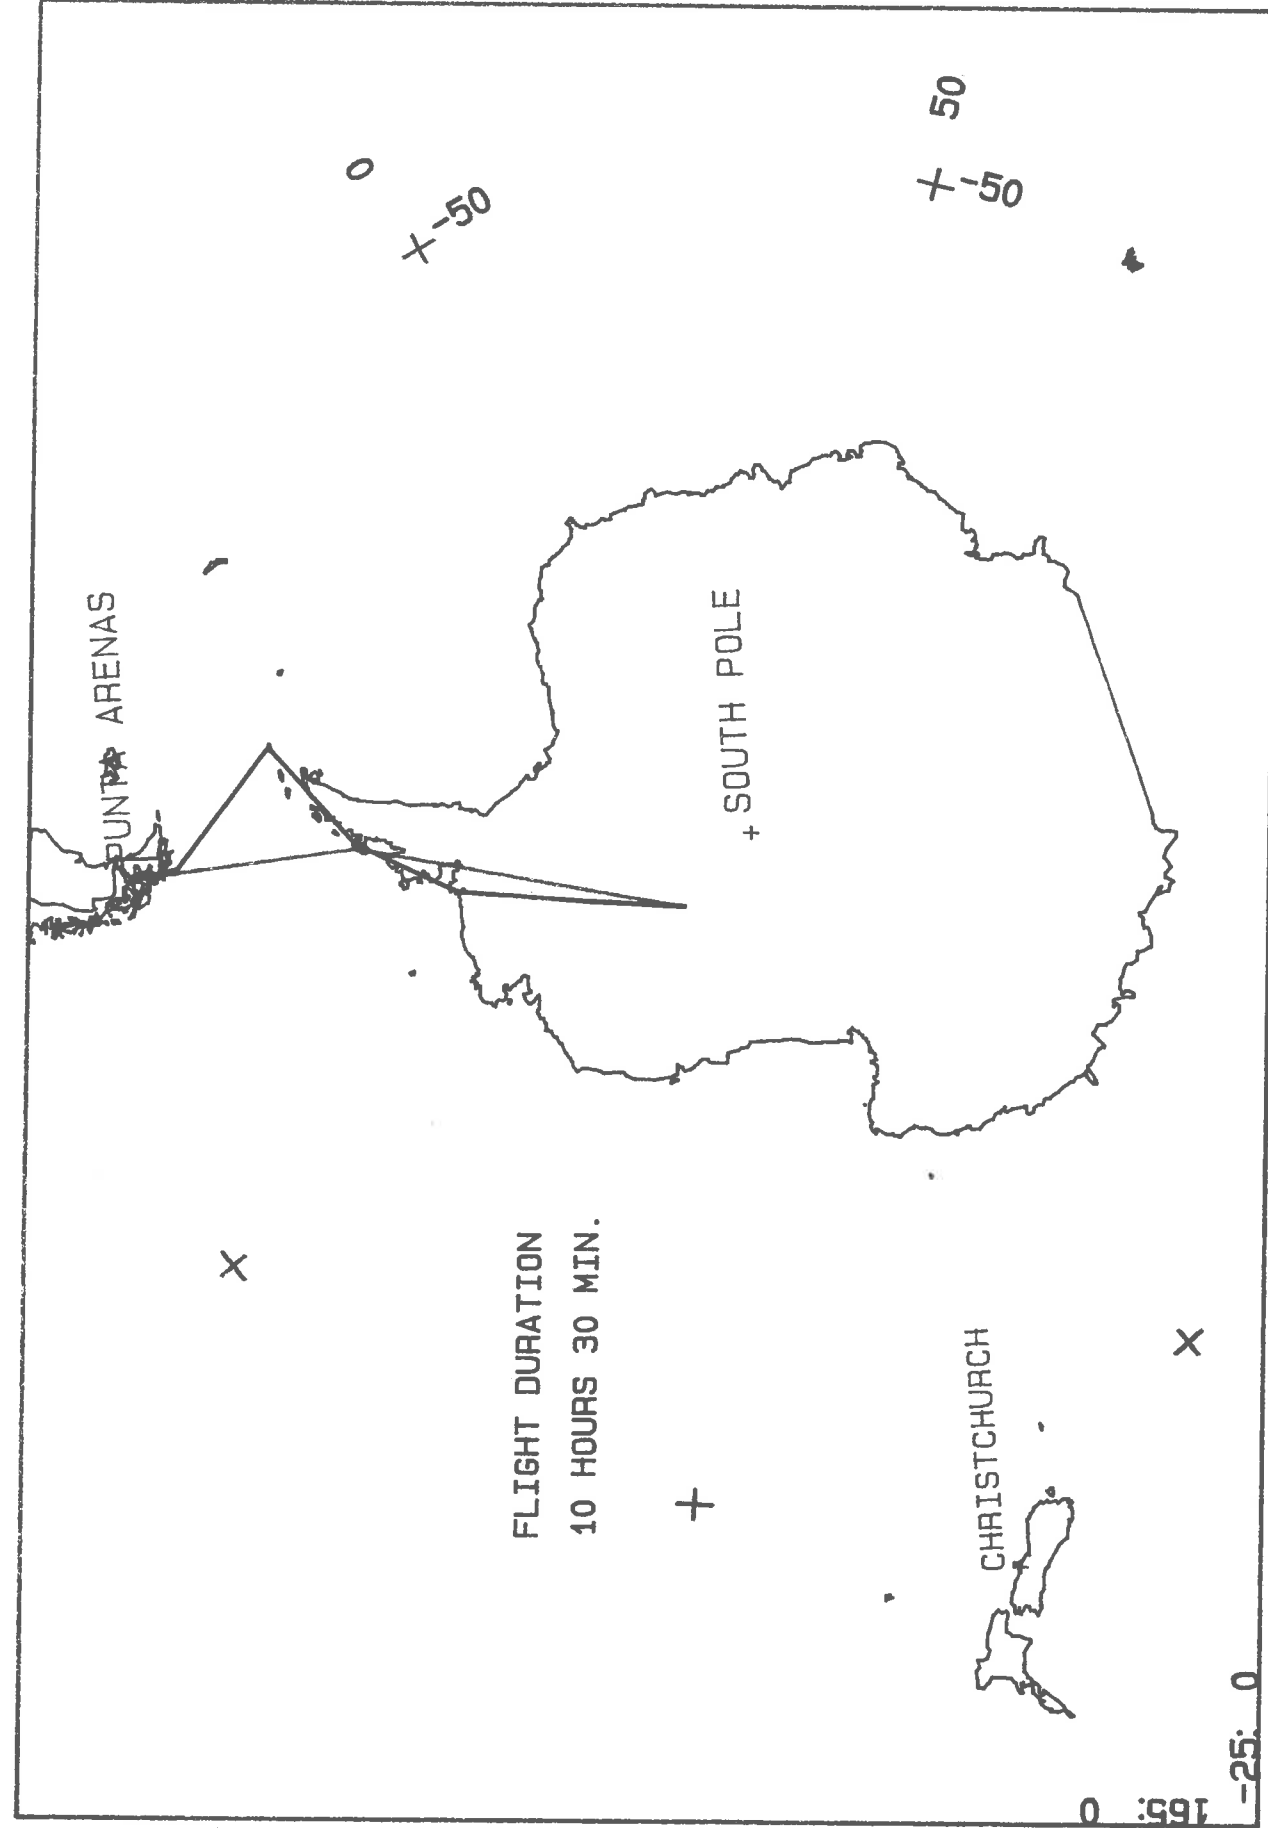 PUNTA ARENAS
0
-50
50
-50
+SOUTH POLE
FLIGHT DURATION
10 HOURS 30 MIN.
CHRISTCHURCH
165: 0
-25: 0